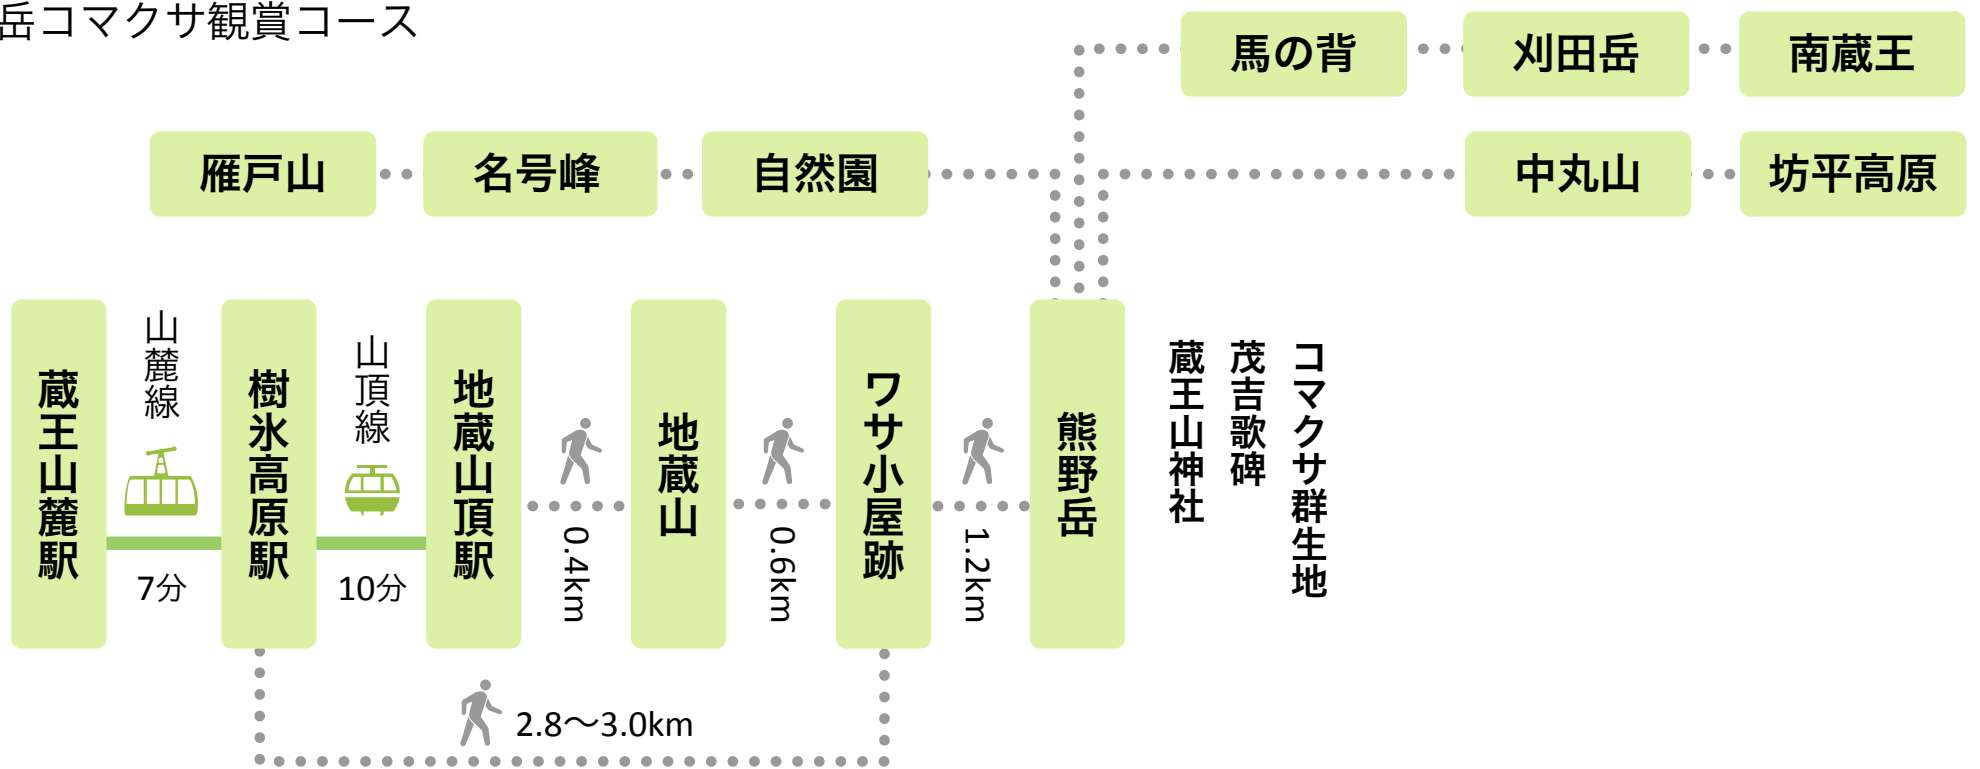 岳コマクサ観賞コース
馬の背
刈田岳
南蔵王
雁戸山
名号峰
自然園
中丸山
坊平高原
蔵王山麓駅
山麓線
7分
樹氷高原駅
山頂線
10分
地蔵山頂駅
0.4km
地蔵山
0.6km
ワサ小屋跡
1.2km
熊野岳
コマクサ群生地
茂吉歌碑
蔵王山神社
2.8〜3.0km